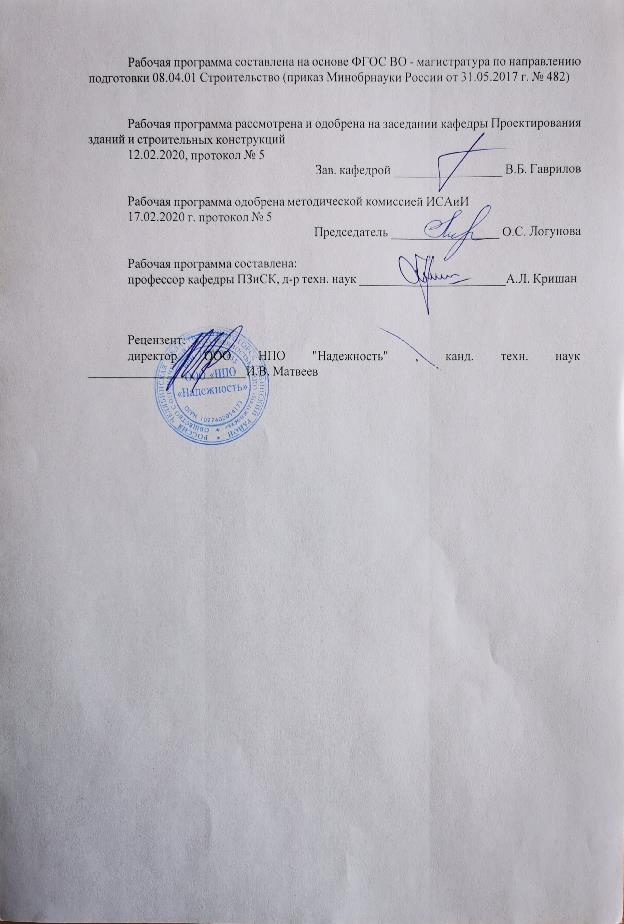 Рабочая программа составлена на основе ФГОС ВО - магистратура по направлению
подготовки 08.04.01 Строительство (приказ Минобрнауки России от 31.05.2017 г. № 482)
Рабочая программа рассмотрена и одобрена на заседании кафедры Проектирования
зданий и строительных конструкций
12.02.2020, протокол № 5
Зав. кафедрой В.Б. Гаврилов
Рабочая программа одобрена методической комиссией ИСАиИ
17.02.2020 г. протокол № 5
Председатель О.С. Логунова
Рабочая программа составлена:
профессор кафедры ПЗиСК, д-р техн. наук А.Л. Кришан
Рецензент:
директор ООО НПО "Надежность" , канд. техн. наук
И.В. Матвеев
ООО «НПО
«Надежность»